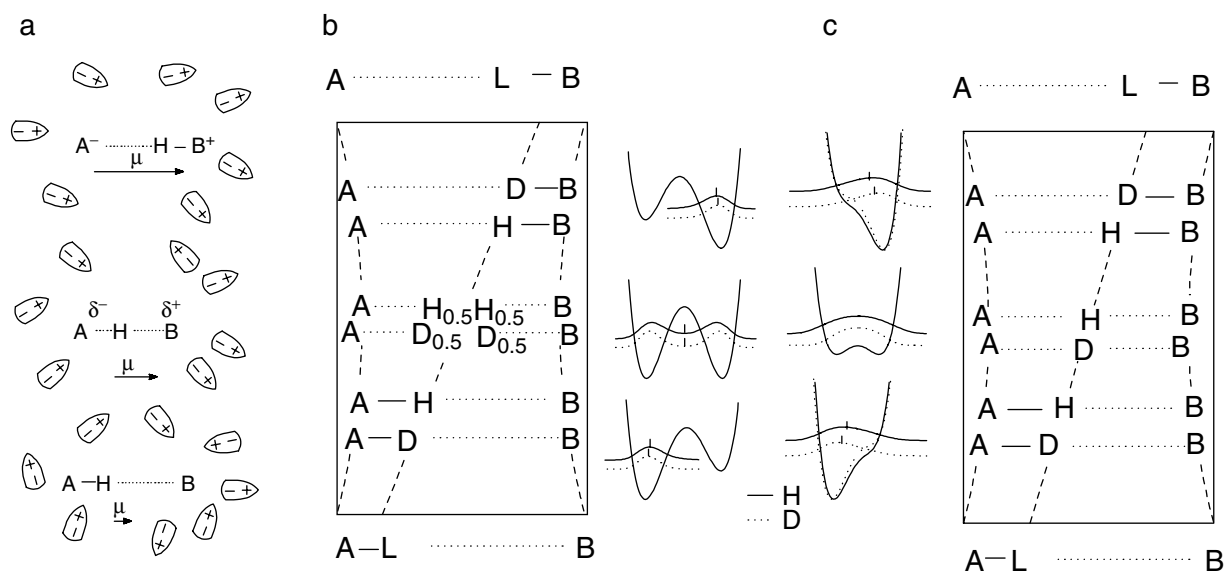 a
A⁻ H – B⁺
μ
δ⁻ δ⁺
A H B
μ
A – H B
μ
b
A L – B
A D – B
A H – B
A H₀.₅ H₀.₅ B
A D₀.₅ D₀.₅ B
A – H B
A – D B
A – L B
— H
...... D
c
A L – B
A D – B
A H – B
A H B
A D B
A – H B
A – D B
A – L B